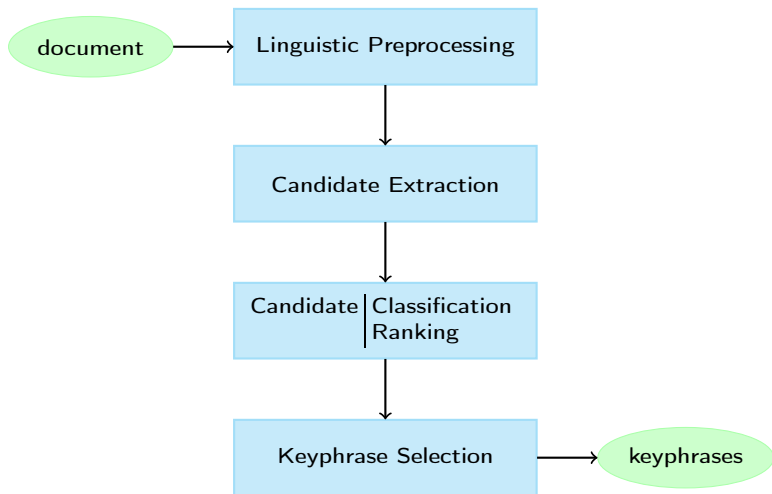 document
Linguistic Preprocessing
Candidate Extraction
Candidate Classification
Ranking
Keyphrase Selection
keyphrases